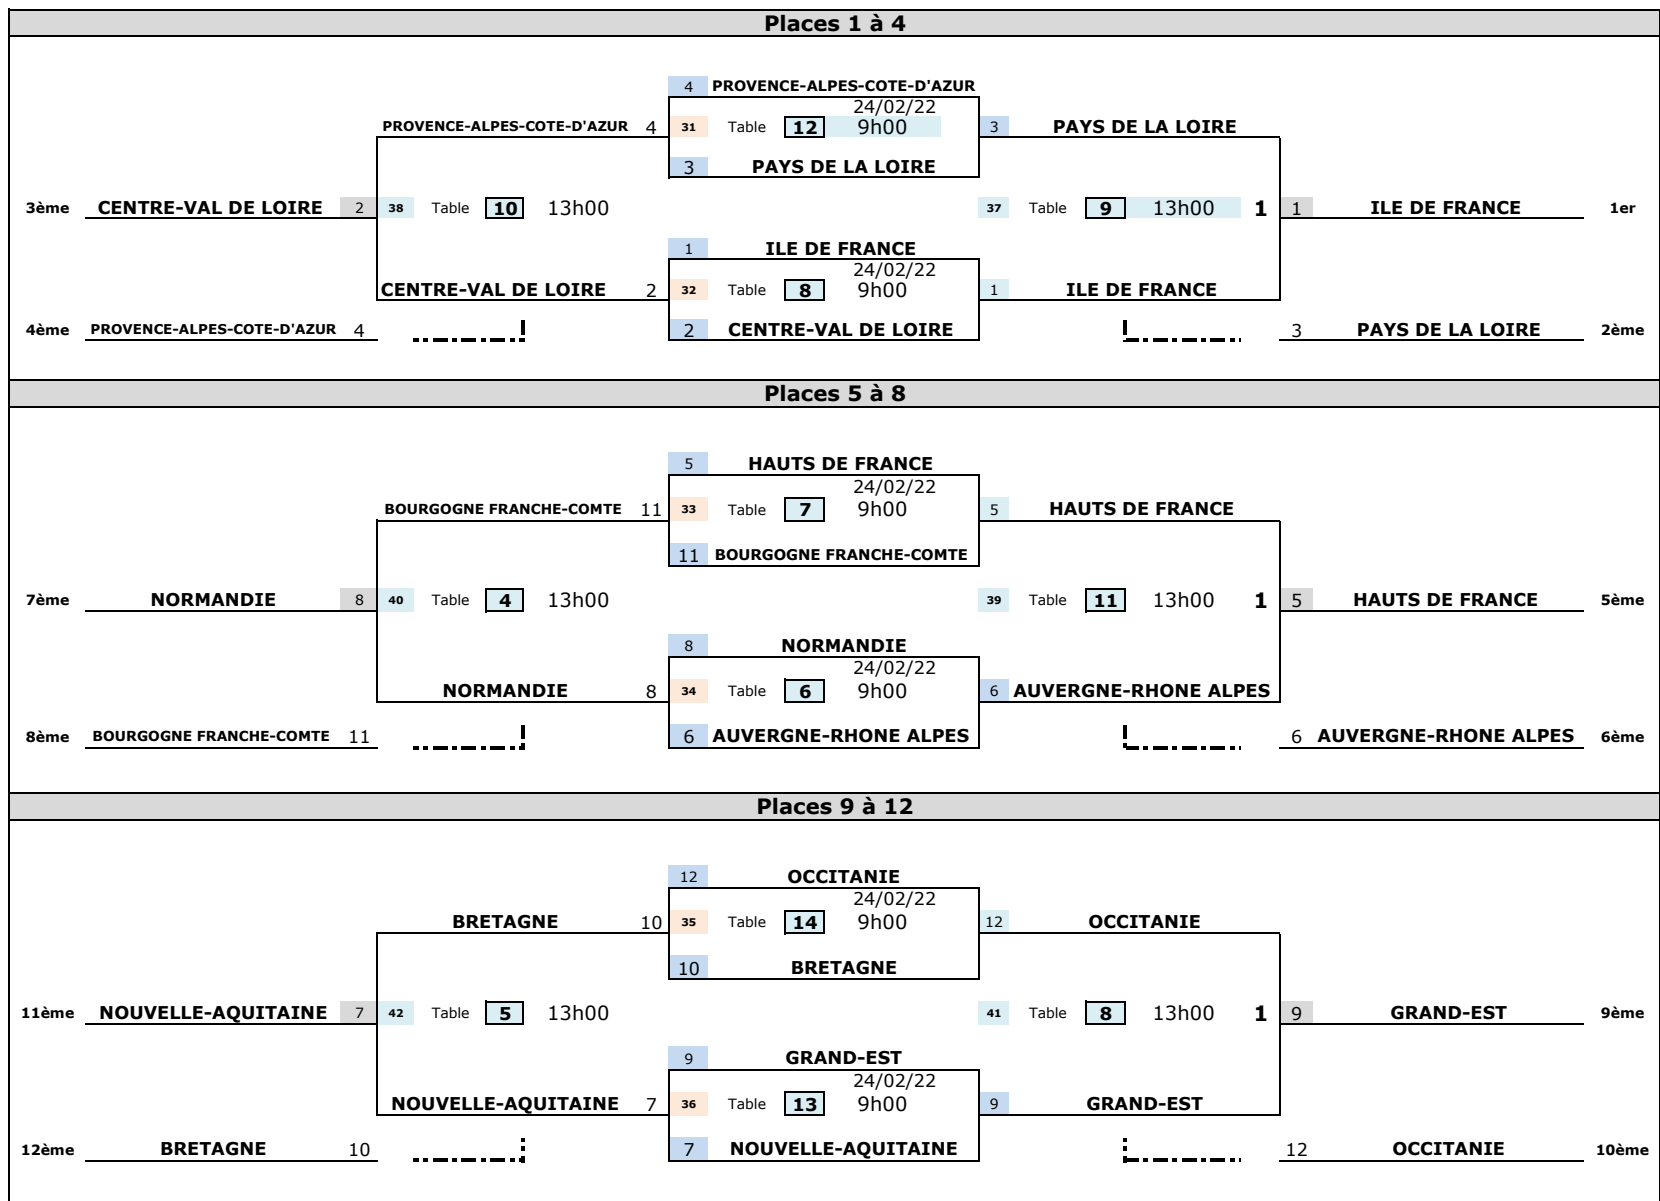 Places 1 à 4
4 PROVENCE-ALPES-COTE-D'AZUR
24/02/22
PROVENCE-ALPES-COTE-D'AZUR 4 31 Table 12 9h00 3 PAYS DE LA LOIRE
3 PAYS DE LA LOIRE
3ème CENTRE-VAL DE LOIRE 2 38 Table 10 13h00 37 Table 9 13h00 1 1 ILE DE FRANCE 1er
1 ILE DE FRANCE
24/02/22
CENTRE-VAL DE LOIRE 2 32 Table 8 9h00 1 ILE DE FRANCE
4ème PROVENCE-ALPES-COTE-D'AZUR 4 2 CENTRE-VAL DE LOIRE 3 PAYS DE LA LOIRE 2ème
Places 5 à 8
5 HAUTS DE FRANCE
24/02/22
BOURGOGNE FRANCHE-COMTE 11 33 Table 7 9h00 5 HAUTS DE FRANCE
11 BOURGOGNE FRANCHE-COMTE
7ème NORMANDIE 8 40 Table 4 13h00 39 Table 11 13h00 1 5 HAUTS DE FRANCE 5ème
8 NORMANDIE
24/02/22
NORMANDIE 8 34 Table 6 9h00 6 AUVERGNE-RHONE ALPES
8ème BOURGOGNE FRANCHE-COMTE 11 6 AUVERGNE-RHONE ALPES 6 AUVERGNE-RHONE ALPES 6ème
Places 9 à 12
12 OCCITANIE
24/02/22
BRETAGNE 10 35 Table 14 9h00 12 OCCITANIE
10 BRETAGNE
11ème NOUVELLE-AQUITAINE 7 42 Table 5 13h00 41 Table 8 13h00 1 9 GRAND-EST 9ème
9 GRAND-EST
24/02/22
NOUVELLE-AQUITAINE 7 36 Table 13 9h00 9 GRAND-EST
12ème BRETAGNE 10 7 NOUVELLE-AQUITAINE 12 OCCITANIE 10ème